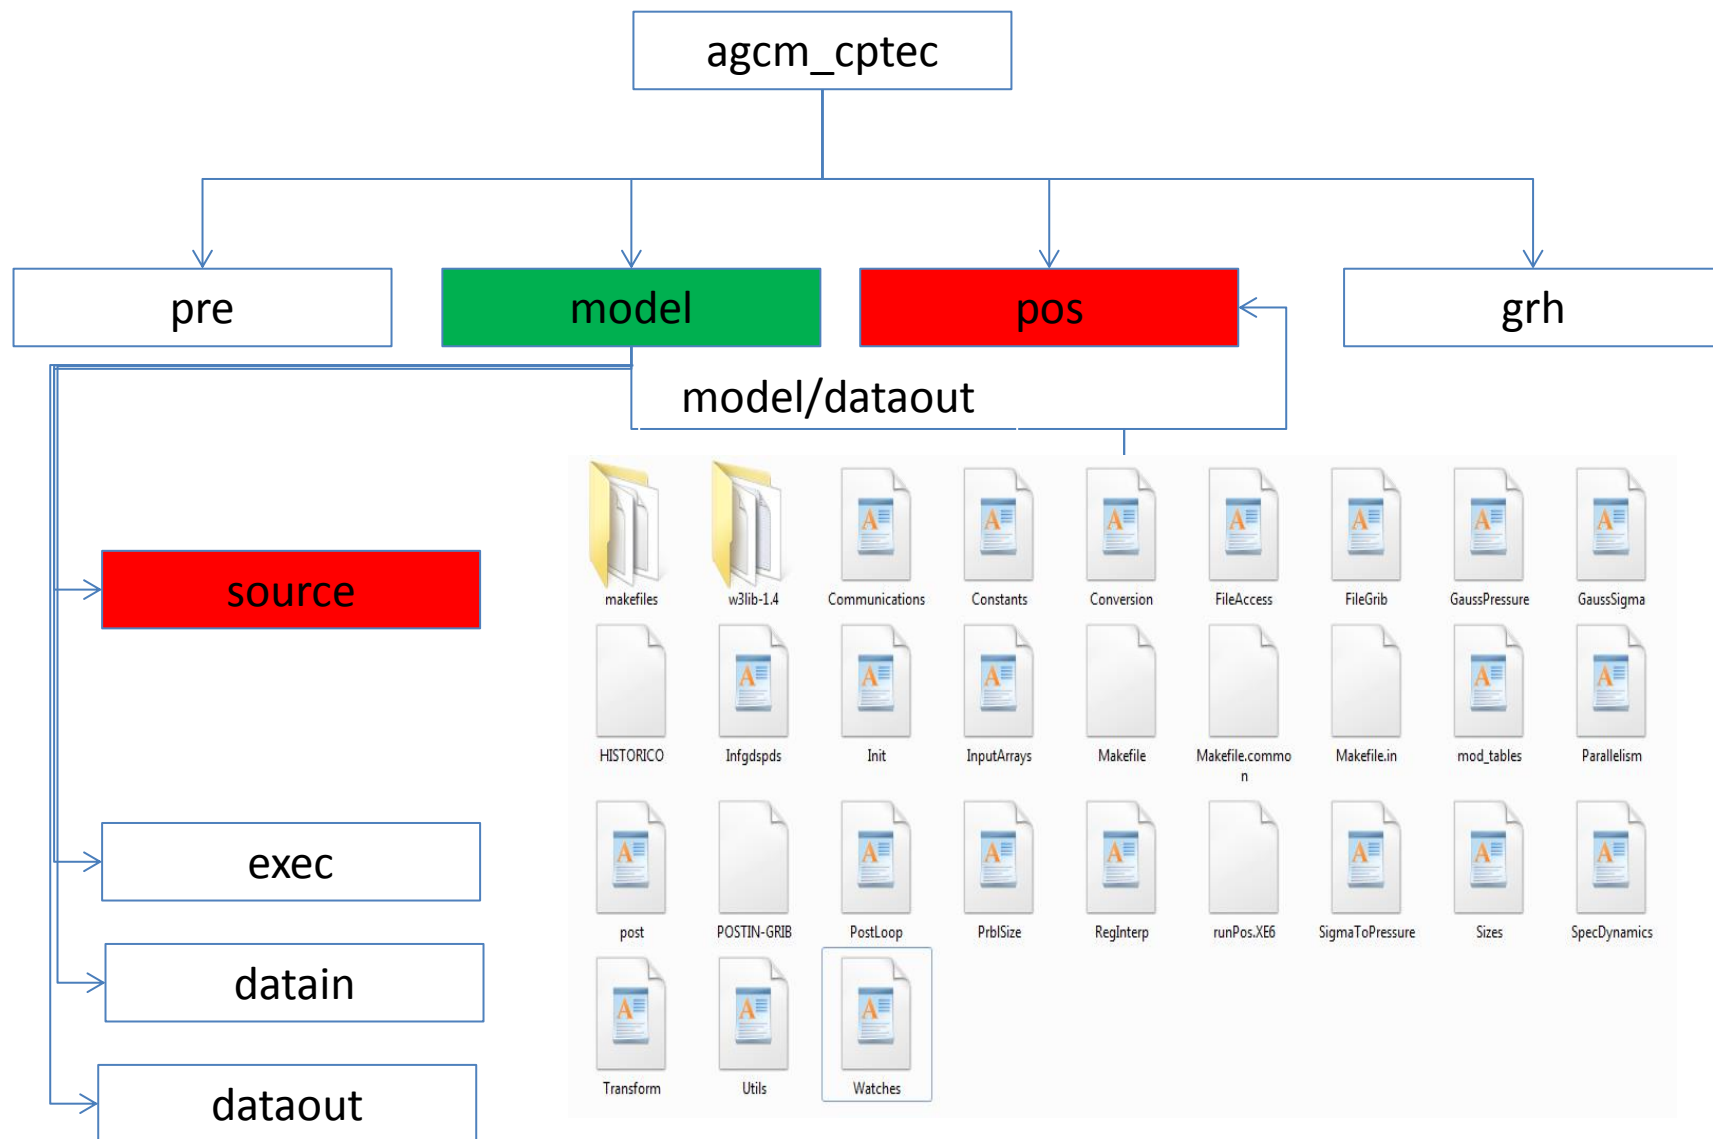 agcm_cptec
pre
model
pos
grh
model/dataout
source
exec
datain
dataout
makefiles
w3lib-1.4
Communications
Constants
Conversion
FileAccess
FileGrib
GaussPressure
GaussSigma
HISTORICO
Infgdspds
Init
InputArrays
Makefile
Makefile.commo
n
Makefile.in
mod_tables
Parallelism
post
POSTIN-GRIB
PostLoop
PrblSize
RegInterp
runPos.XE6
SigmaToPressure
Sizes
SpecDynamics
Transform
Utils
Watches